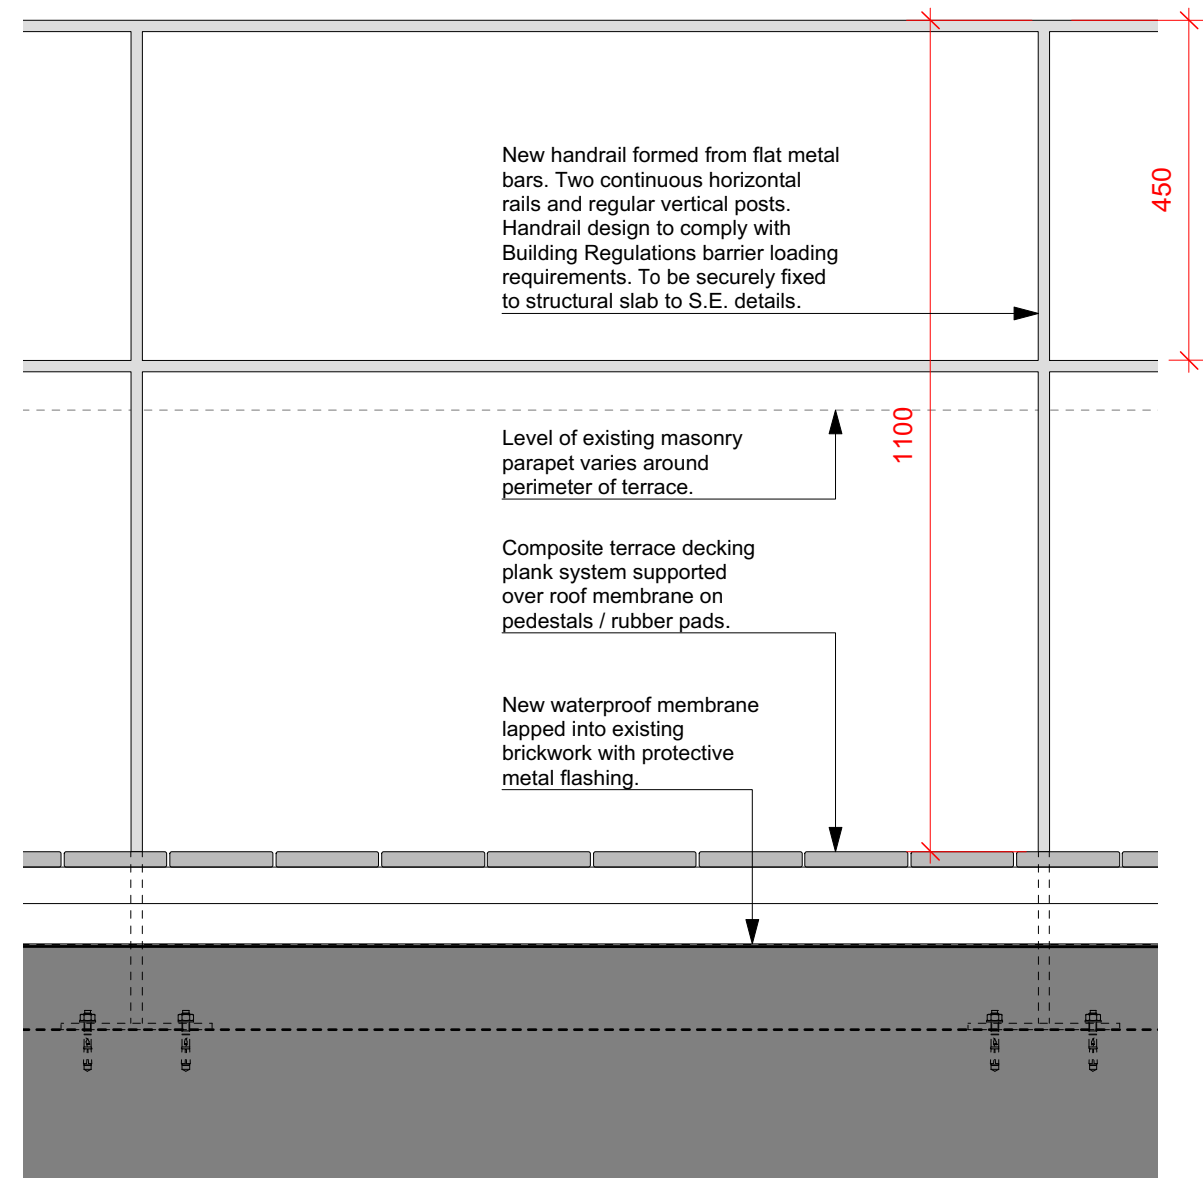 New handrail formed from flat metal
bars. Two continuous horizontal
rails and regular vertical posts.
Handrail design to comply with
Building Regulations barrier loading
requirements. To be securely fixed
to structural slab to S.E. details.
450
Level of existing masonry
parapet varies around
perimeter of terrace.
1100
Composite terrace decking
plank system supported
over roof membrane on
pedestals / rubber pads.
New waterproof membrane
lapped into existing
brickwork with protective
metal flashing.